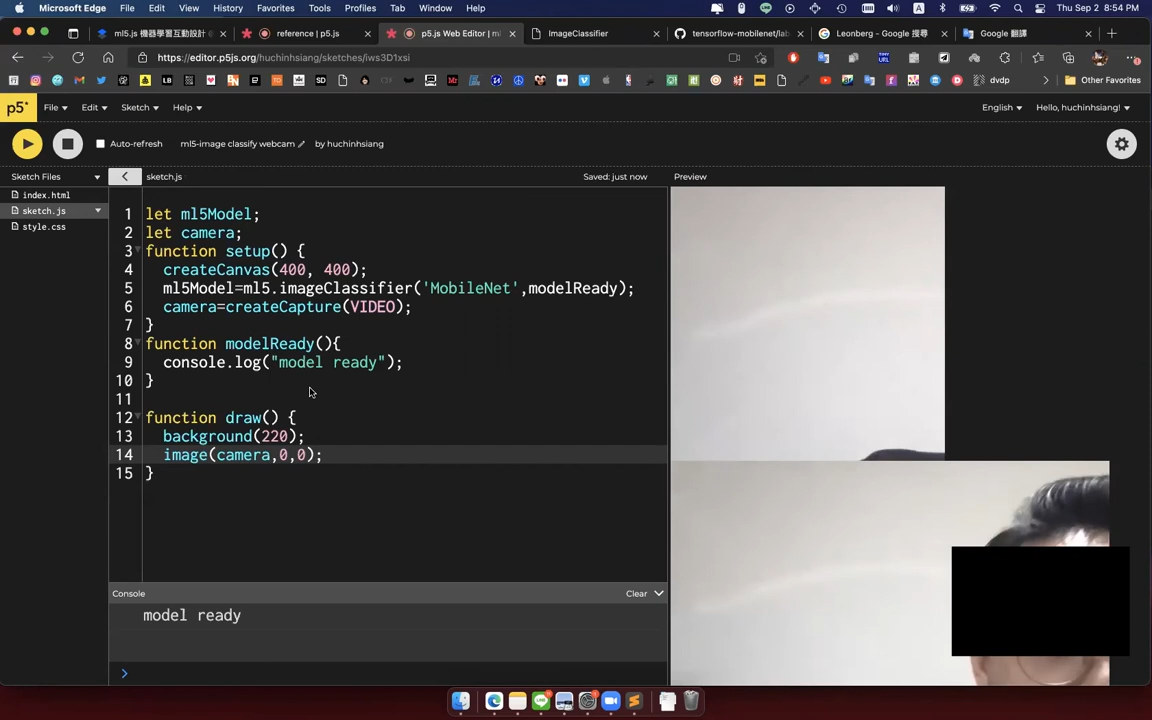 Microsoft Edge File Edit View History Favorites Tools Profiles Tab Window Help Thu Sep 2 8:54 PM
ml5.js 機器學習互動設計 reference | p5.js p5.js Web Editor | ml ImageClassifier tensorflow-mobilenet/lab Leonberg - Google 搜尋 Google 翻譯
https://editor.p5js.org/huchinhsiang/sketches/iws3D1xsi
dvdp Other Favorites
p5* File Edit Sketch Help English Hello, huchinhsiang!
Auto-refresh ml5-image classify webcam by huchinhsiang
Sketch Files sketch.js Saved: just now Preview
index.html
sketch.js
style.css
1 let ml5Model;
2 let camera;
3 function setup() {
4 createCanvas(400, 400);
5 ml5Model=ml5.imageClassifier('MobileNet',modelReady);
6 camera=createCapture(VIDEO);
7 }
8 function modelReady(){
9 console.log("model ready");
10 }
11
12 function draw() {
13 background(220);
14 image(camera,0,0);
15 }
Console Clear
model ready
>